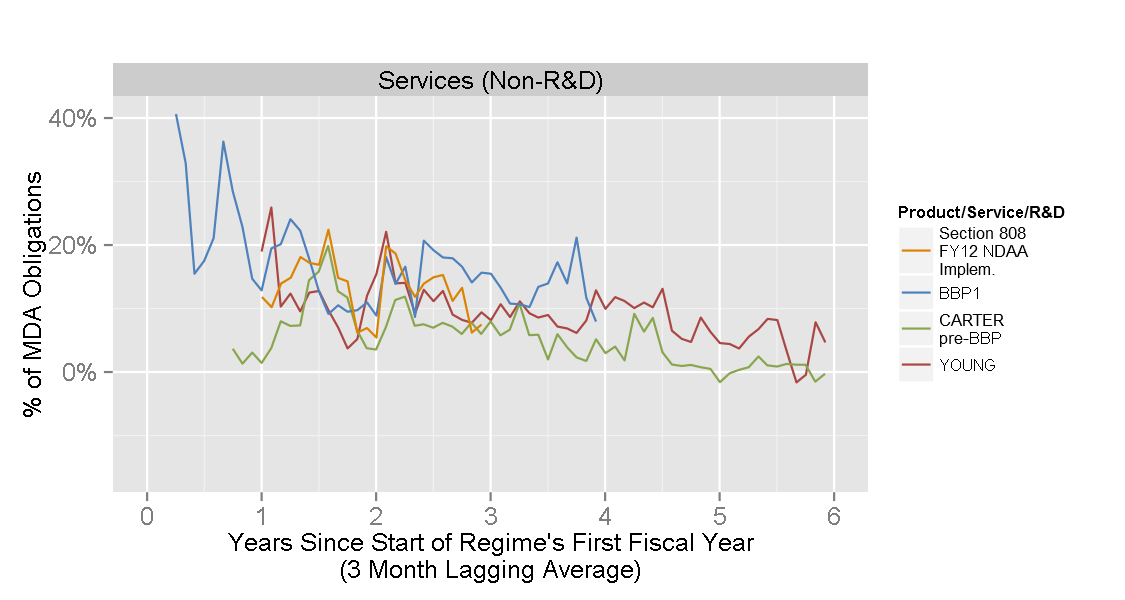 Services (Non-R&D)
40%
20%
0%
% of MDA Obligations
0 1 2 3 4 5 6
Years Since Start of Regime's First Fiscal Year
(3 Month Lagging Average)
Product/Service/R&D
Section 808
FY12 NDAA
Implem.
BBP1
CARTER
pre-BBP
YOUNG